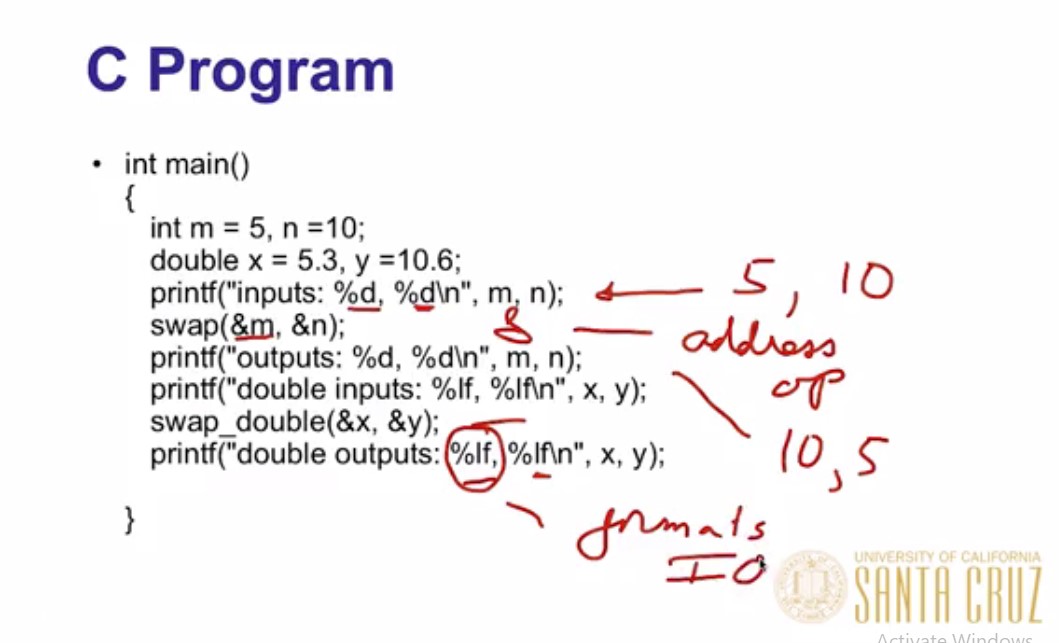 C Program
• int main()
{
int m = 5, n =10;
double x = 5.3, y =10.6;
printf("inputs: %d, %d\n", m, n);
5, 10
swap(&m, &n);
&
address
op
printf("outputs: %d, %d\n", m, n);
10, 5
printf("double inputs: %lf, %lf\n", x, y);
swap_double(&x, &y);
printf("double outputs: %lf, %lf\n", x, y);
formats
IO
}
UNIVERSITY OF CALIFORNIA
SANTA CRUZ
Activate Windows